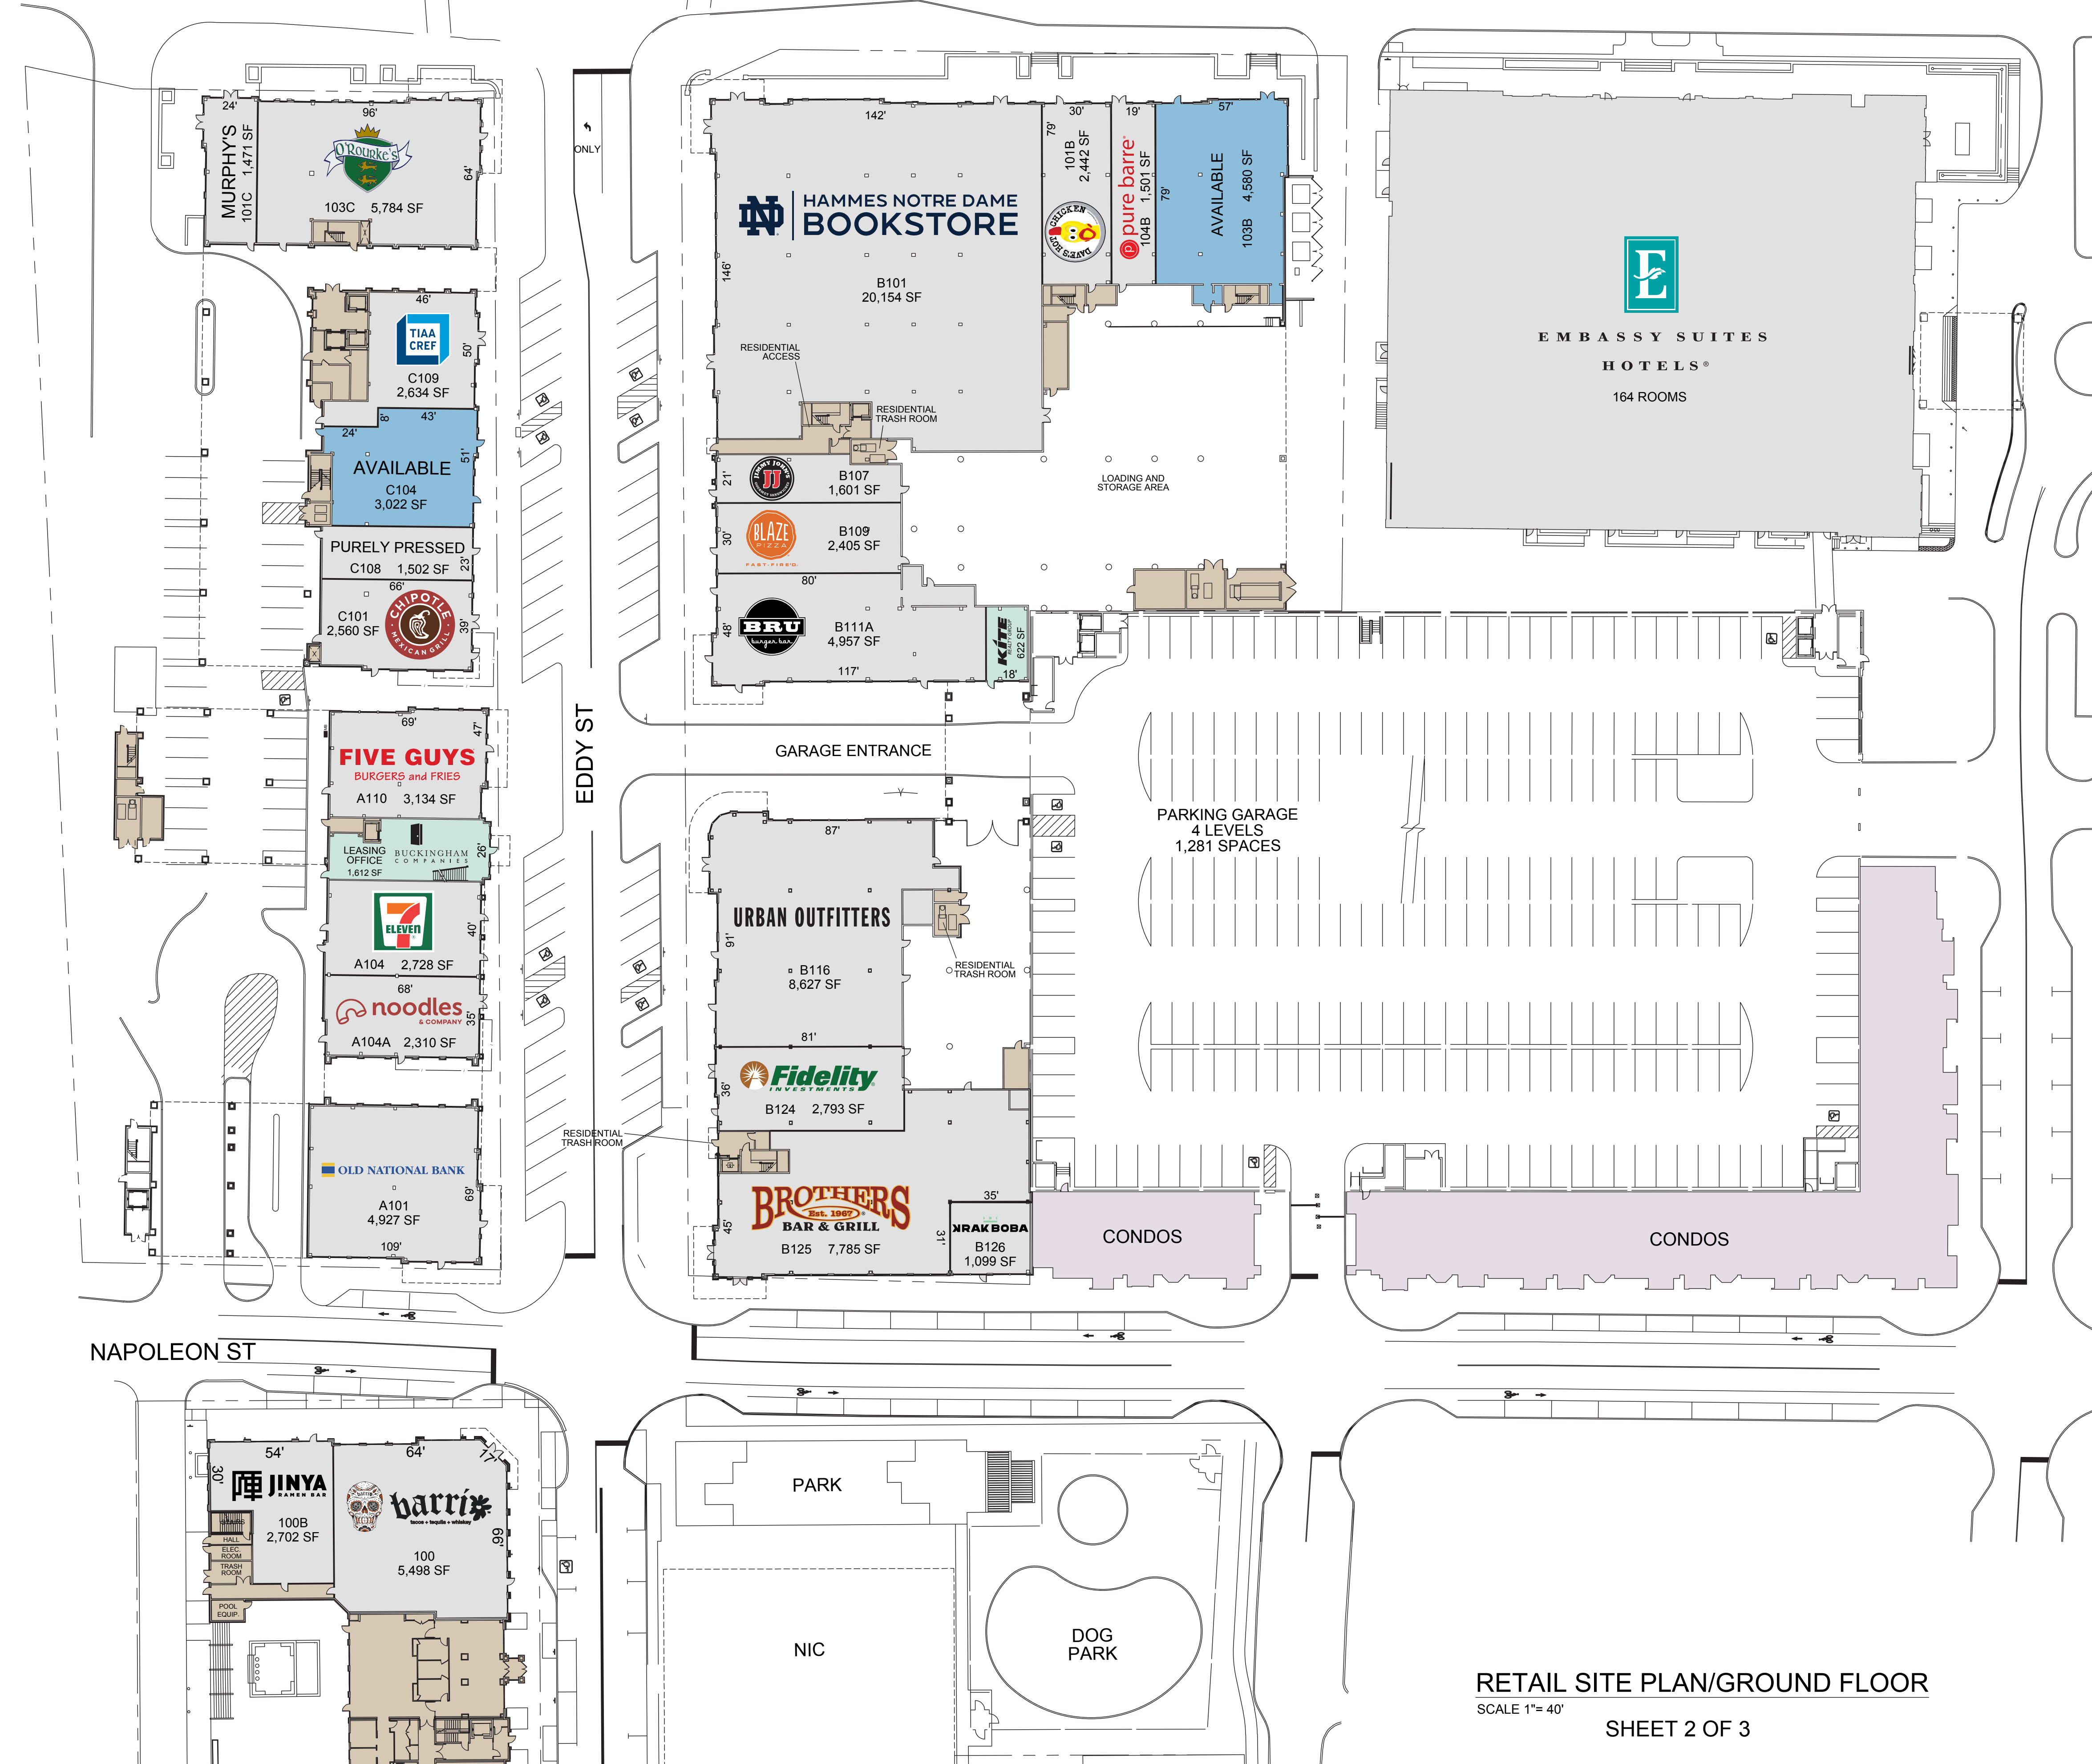 24'
MURPHY'S
101C 1,471 SF
96'
O'ROURKE'S
64'
103C 5,784 SF
ONLY
46'
TIAA
CREF
50'
C109
2,634 SF
8'
43'
24'
51'
AVAILABLE
C104
3,022 SF
PURELY PRESSED
C108 1,502 SF
23'
66'
C101
2,560 SF
CHIPOTLE
MEXICAN GRILL
39'
69'
47'
FIVE GUYS
BURGERS and FRIES
A110 3,134 SF
LEASING
OFFICE
1,612 SF
BUCKINGHAM
COMPANIES
26'
7
ELEVEN
40'
A104 2,728 SF
68'
noodles
& COMPANY
35'
A104A 2,310 SF
OLD NATIONAL BANK
69'
A101
4,927 SF
109'
EDDY ST
142'
146'
ND
HAMMES NOTRE DAME
BOOKSTORE
B101
20,154 SF
RESIDENTIAL
ACCESS
RESIDENTIAL
TRASH ROOM
30'
79'
101B
2,442 SF
DAVE'S
HOT CHICKEN
19'
pure barre
104B 1,501 SF
57'
79'
AVAILABLE
103B 4,580 SF
JIMMY JOHN'S
JJ
21'
B107
1,601 SF
BLAZE
PIZZA
FAST-FIRE'D
30'
B109
2,405 SF
80'
BRU
burger bar
48'
B111A
4,957 SF
117'
KITE
REALTY GROUP
622 SF
18'
LOADING AND
STORAGE AREA
E
EMBASSY SUITES
HOTELS®
164 ROOMS
GARAGE ENTRANCE
PARKING GARAGE
4 LEVELS
1,281 SPACES
87'
URBAN OUTFITTERS
91'
B116
8,627 SF
81'
RESIDENTIAL
TRASH ROOM
Fidelity
INVESTMENTS
36'
B124 2,793 SF
RESIDENTIAL
TRASH ROOM
BROTHERS
Est. 1967
BAR & GRILL
45'
B125 7,785 SF
35'
31'
KRAK BOBA
B126
1,099 SF
CONDOS
CONDOS
NAPOLEON ST
54'
30'
JINYA
RAMEN BAR
100B
2,702 SF
HALL
ELEC.
ROOM
TRASH
ROOM
POOL
EQUIP.
64'
17'
barrio
tacos + tequila + whiskey
66'
100
5,498 SF
PARK
NIC
DOG
PARK
RETAIL SITE PLAN/GROUND FLOOR
SCALE 1"= 40'
SHEET 2 OF 3